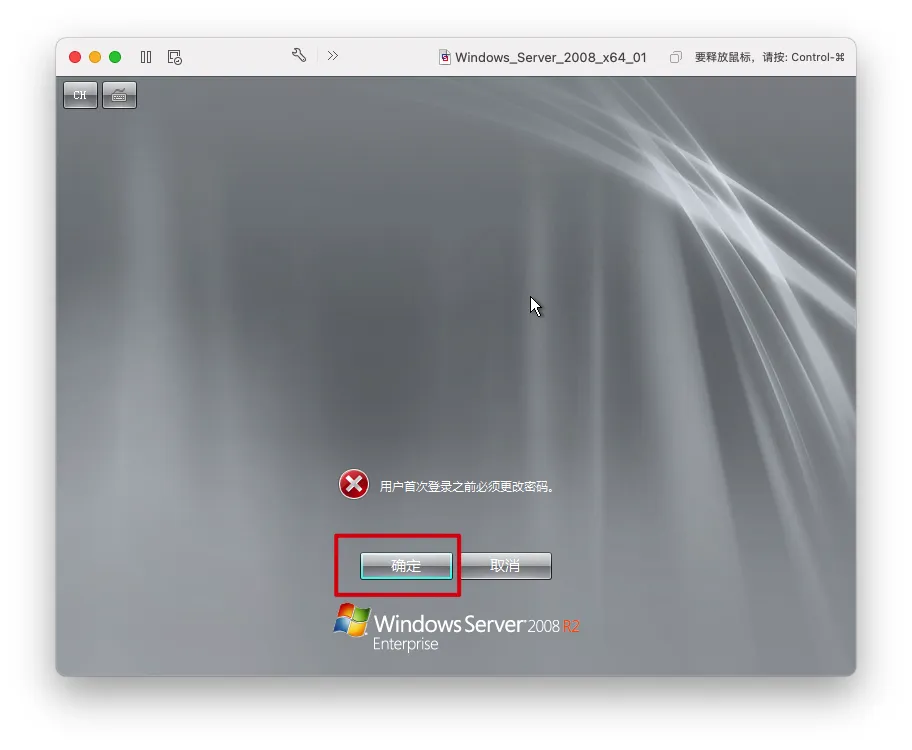 Windows_Server_2008_x64_01
要释放鼠标，请按: Control-⌘
CH
用户首次登录之前必须更改密码。
确定
取消
Windows Server 2008 R2
Enterprise